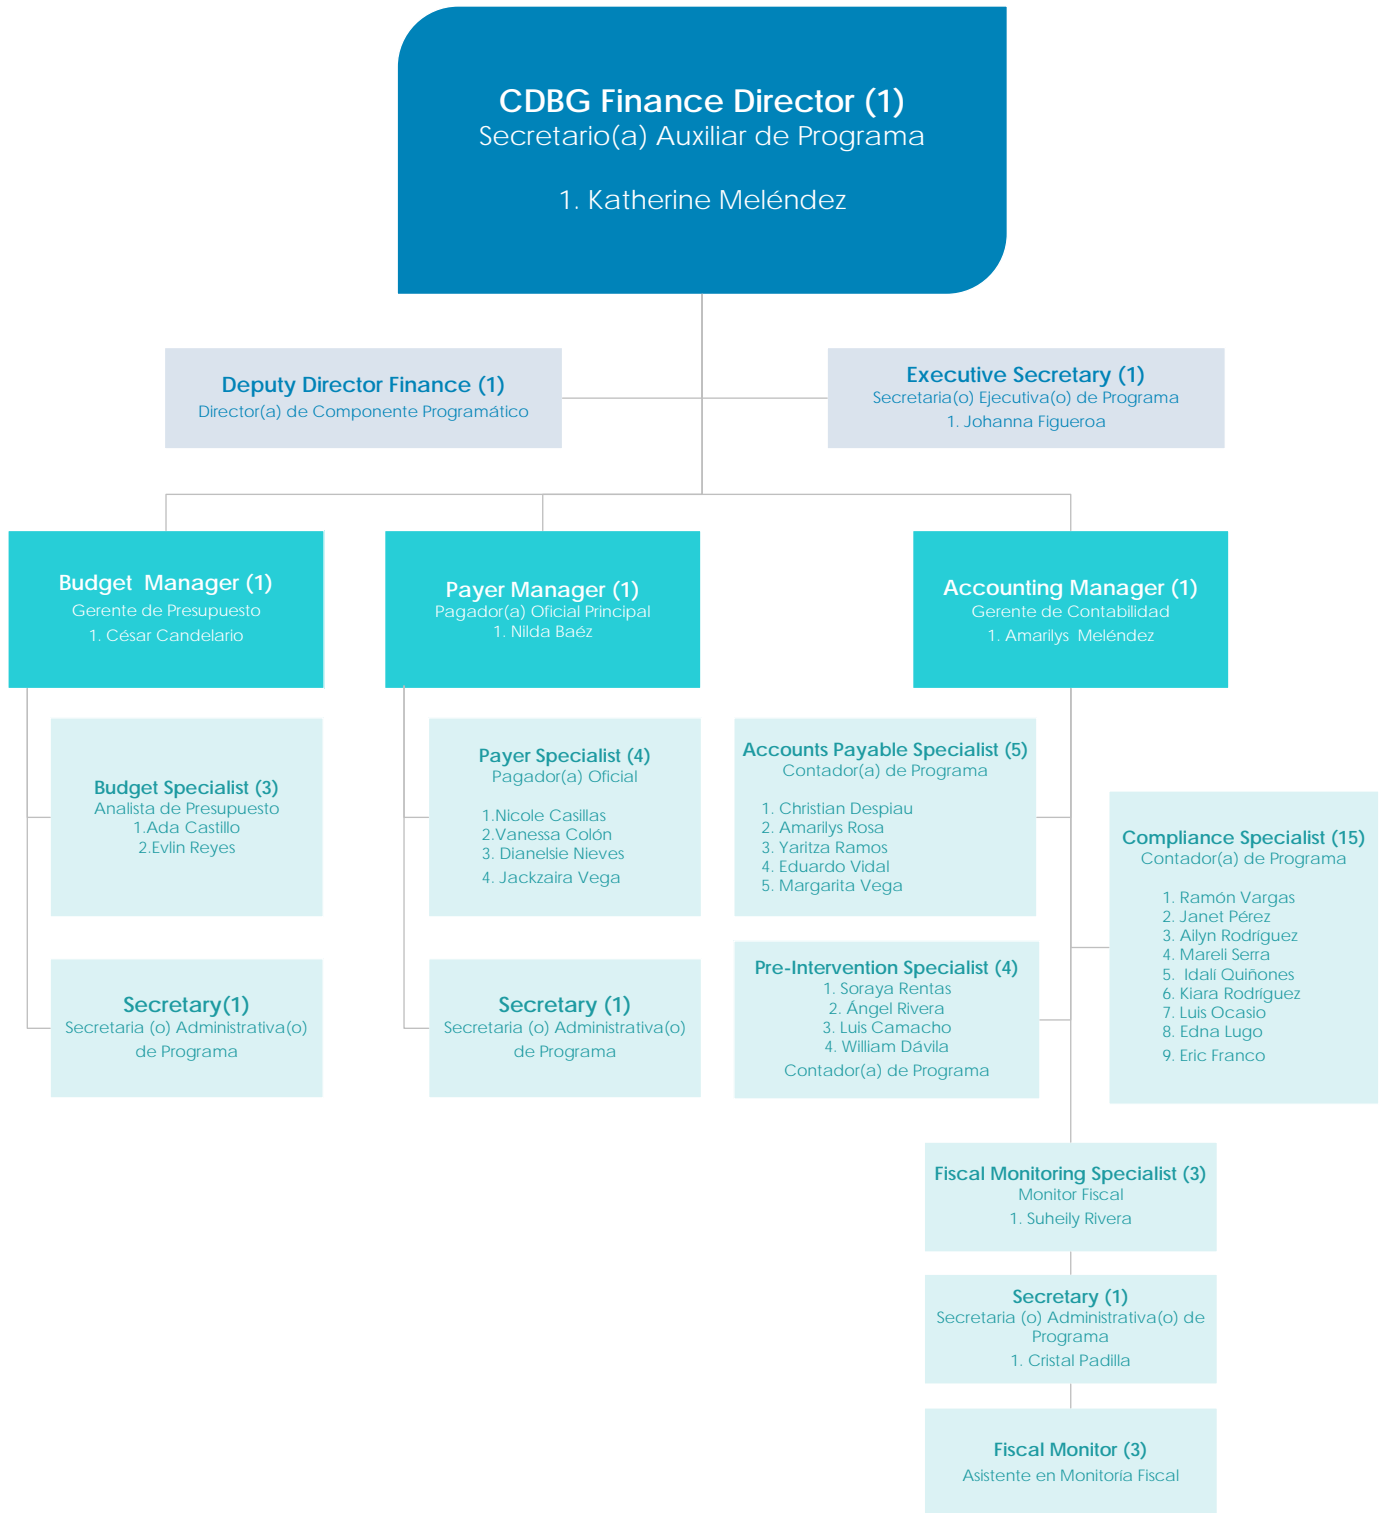 CDBG Finance Director (1)
Secretario(a) Auxiliar de Programa
1. Katherine Meléndez
Deputy Director Finance (1)
Director(a) de Componente Programático
Executive Secretary (1)
Secretaria(o) Ejecutiva(o) de Programa
1. Johanna Figueroa
Budget Manager (1)
Gerente de Presupuesto
1. César Candelario
Payer Manager (1)
Pagador(a) Oficial Principal
1. Nilda Baéz
Accounting Manager (1)
Gerente de Contabilidad
1. Amarilys Meléndez
Budget Specialist (3)
Analista de Presupuesto
1.Ada Castillo
2.Evlin Reyes
Payer Specialist (4)
Pagador(a) Oficial
1.Nicole Casillas
2.Vanessa Colón
3. Dianelsie Nieves
4. Jackzaira Vega
Accounts Payable Specialist (5)
Contador(a) de Programa
1. Christian Despiau
2. Amarilys Rosa
3. Yaritza Ramos
4. Eduardo Vidal
5. Margarita Vega
Compliance Specialist (15)
Contador(a) de Programa
1. Ramón Vargas
2. Janet Pérez
3. Ailyn Rodríguez
4. Mareli Serra
5. Idalí Quiñones
6. Kiara Rodríguez
7. Luis Ocasio
8. Edna Lugo
9. Eric Franco
Secretary(1)
Secretaria (o) Administrativa(o)
de Programa
Secretary (1)
Secretaria (o) Administrativa(o)
de Programa
Pre-Intervention Specialist (4)
1. Soraya Rentas
2. Ángel Rivera
3. Luis Camacho
4. William Dávila
Contador(a) de Programa
Fiscal Monitoring Specialist (3)
Monitor Fiscal
1. Suheily Rivera
Secretary (1)
Secretaria (o) Administrativa(o) de
Programa
1. Cristal Padilla
Fiscal Monitor (3)
Asistente en Monitoría Fiscal